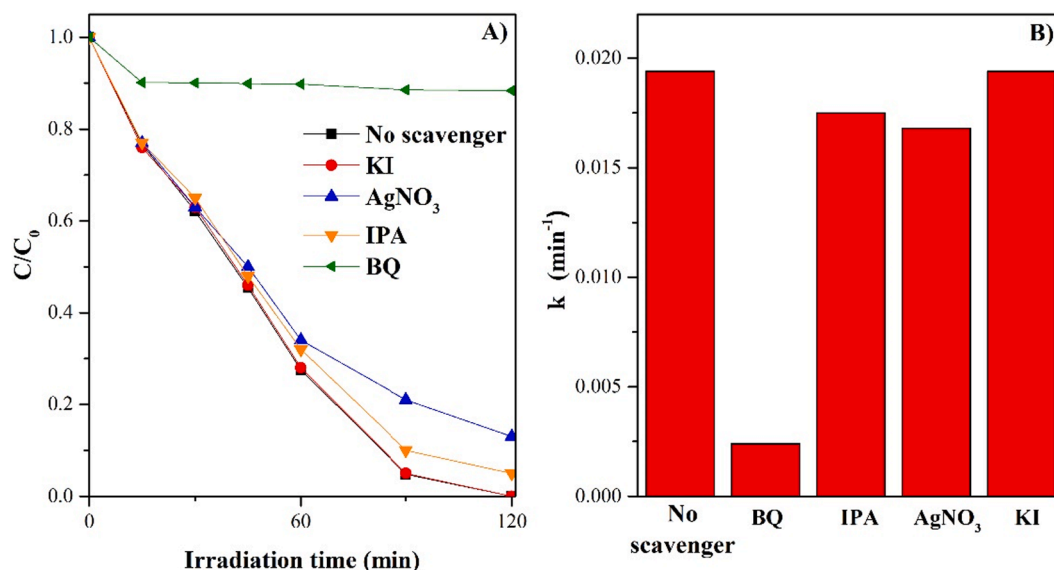 A)
1.0
0.8
0.6
0.4
0.2
0.0
C/C₀
No scavenger
KI
AgNO₃
IPA
BQ
0
60
120
Irradiation time (min)
B)
0.020
0.015
0.010
0.005
0.000
k (min⁻¹)
No
scavenger
BQ
IPA
AgNO₃
KI